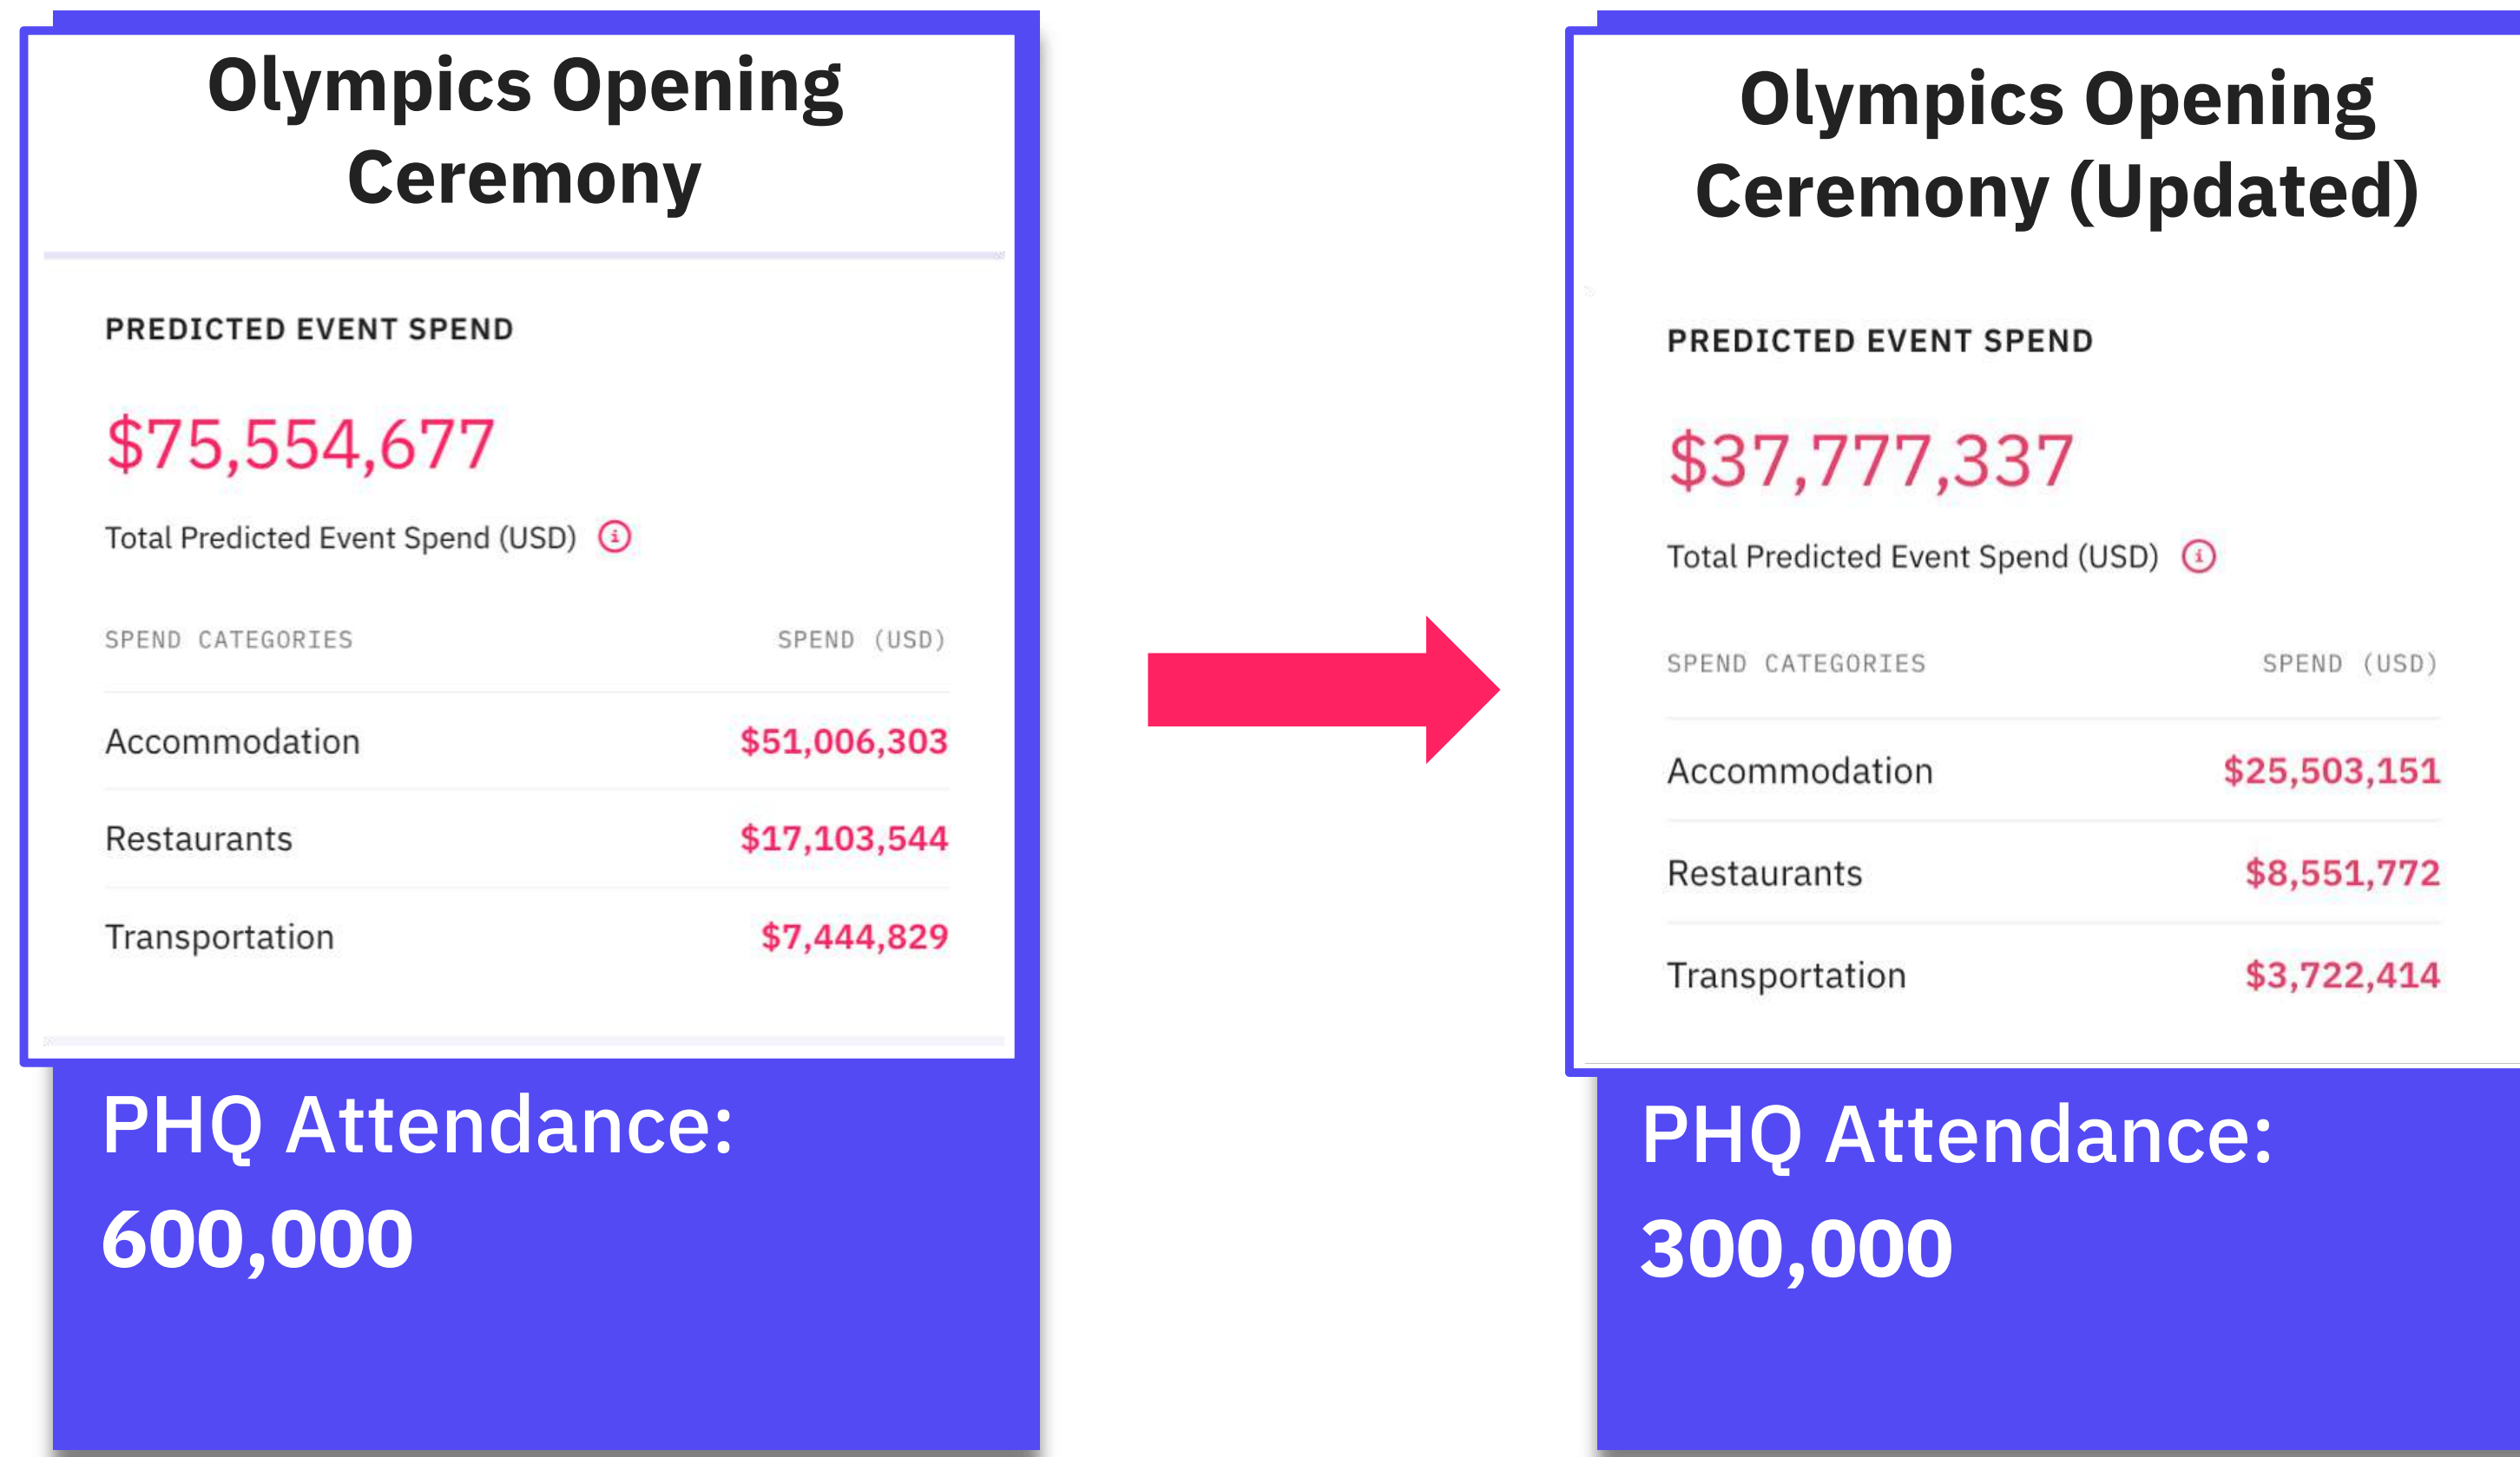 Olympics Opening
Ceremony
PREDICTED EVENT SPEND
$75,554,677
Total Predicted Event Spend (USD) i
SPEND CATEGORIES SPEND (USD)
Accommodation $51,006,303
Restaurants $17,103,544
Transportation $7,444,829
PHQ Attendance:
600,000
Olympics Opening
Ceremony (Updated)
PREDICTED EVENT SPEND
$37,777,337
Total Predicted Event Spend (USD) i
SPEND CATEGORIES SPEND (USD)
Accommodation $25,503,151
Restaurants $8,551,772
Transportation $3,722,414
PHQ Attendance:
300,000